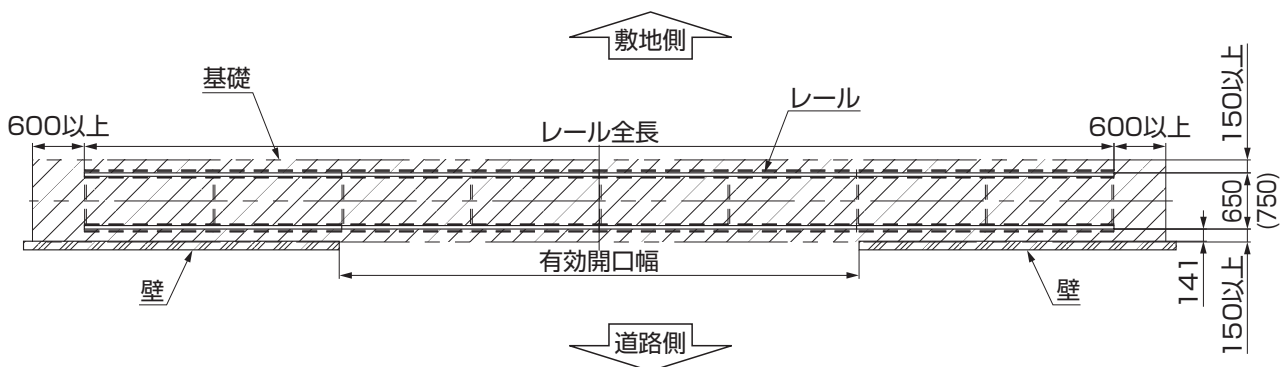 敷地側
基礎
レール
600以上
レール全長
600以上
150以上
650
(750)
141
150以上
有効開口幅
壁
壁
道路側